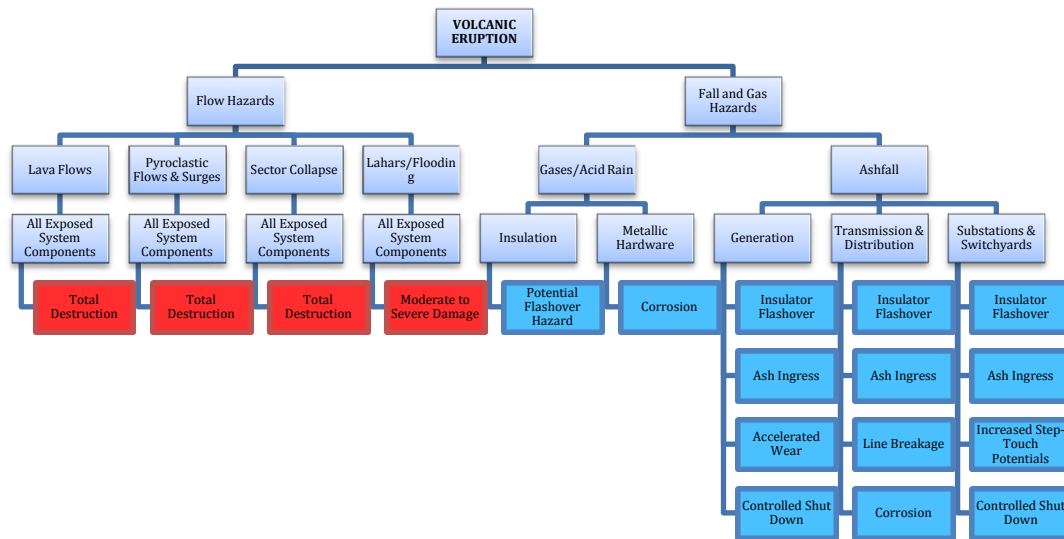 VOLCANIC
ERUPTION
Flow Hazards
Fall and Gas
Hazards
Lava Flows
Pyroclastic
Flows & Surges
Sector Collapse
Lahars/Floodin
g
Gases/Acid Rain
Ashfall
All Exposed
System
Components
All Exposed
System
Components
All Exposed
System
Components
All Exposed
System
Components
Insulation
Metallic
Hardware
Generation
Transmission &
Distribution
Substations &
Switchyards
Total
Destruction
Total
Destruction
Total
Destruction
Moderate to
Severe Damage
Potential
Flashover
Hazard
Corrosion
Insulator
Flashover
Insulator
Flashover
Insulator
Flashover
Ash Ingress
Ash Ingress
Ash Ingress
Accelerated
Wear
Line Breakage
Increased Step-
Touch
Potentials
Controlled Shut
Down
Corrosion
Controlled Shut
Down